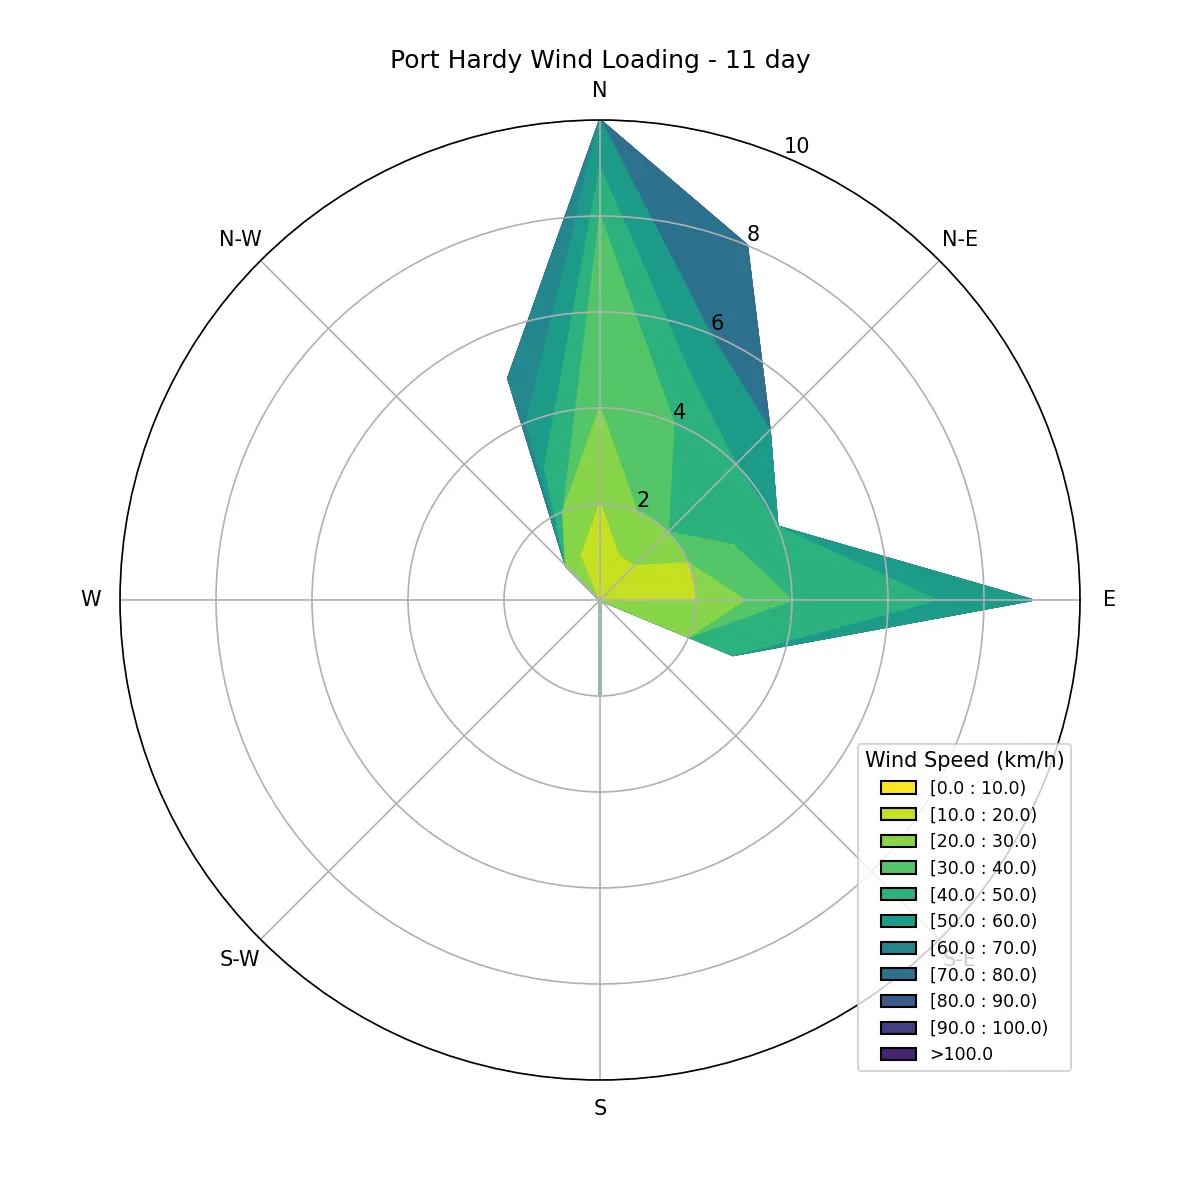 Port Hardy Wind Loading - 11 day
N
10
N-W
8
N-E
6
4
2
W
E
Wind Speed (km/h)
[0.0 : 10.0)
[10.0 : 20.0)
[20.0 : 30.0)
[30.0 : 40.0)
[40.0 : 50.0)
[50.0 : 60.0)
[60.0 : 70.0)
[70.0 : 80.0)
[80.0 : 90.0)
[90.0 : 100.0)
>100.0
S-W
S-E
S